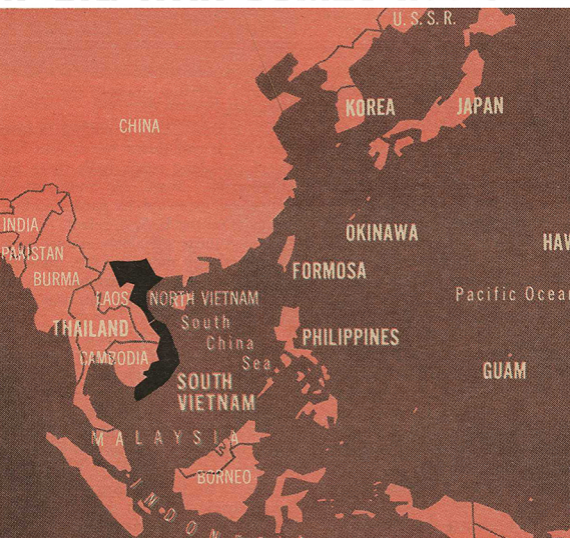 U.S.S.R.
KOREA
JAPAN
CHINA
INDIA
OKINAWA
HAW
PAKISTAN
FORMOSA
BURMA
Pacific Ocean
LAOS
NORTH VIETNAM
South
China
Sea
THAILAND
PHILIPPINES
CAMBODIA
GUAM
SOUTH
VIETNAM
MALAYSIA
BORNEO
INDON